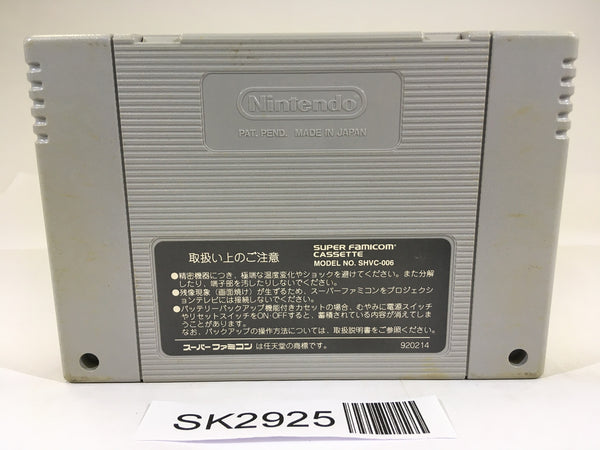 Nintendo
PAT. PEND. MADE IN JAPAN
取扱い上のご注意
SUPER FAMICOM
CASSETTE
MODEL NO. SHVC-006
●精密機器につき、極端な温度変化やショックを避けてください。また分解
したり、端子部を汚したりしないでください。
●残像現象（画面焼け）が生ずるため、スーパーファミコンをプロジェクシ
ョンテレビには接続しないでください。
●バッテリーバックアップ機能付きカセットの場合、むやみに電源スイッチ
やリセットスイッチをON・OFFすると、蓄積されている内容が消えてしま
うことがあります。
なお、バックアップの操作方法については、取扱説明書をご参照ください。
スーパーファミコンは任天堂の商標です。
920214
SK2925